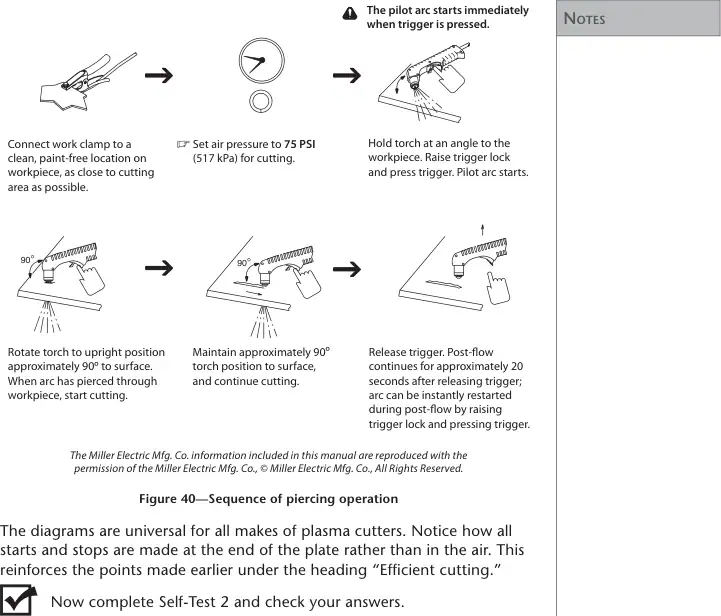 The pilot arc starts immediately
when trigger is pressed.
NOTES
Connect work clamp to a
clean, paint-free location on
workpiece, as close to cutting
area as possible.
☞ Set air pressure to 75 PSI
(517 kPa) for cutting.
Hold torch at an angle to the
workpiece. Raise trigger lock
and press trigger. Pilot arc starts.
90°
90°
Rotate torch to upright position
approximately 90º to surface.
When arc has pierced through
workpiece, start cutting.
Maintain approximately 90º
torch position to surface,
and continue cutting.
Release trigger. Post-flow
continues for approximately 20
seconds after releasing trigger;
arc can be instantly restarted
during post-flow by raising
trigger lock and pressing trigger.
The Miller Electric Mfg. Co. information included in this manual are reproduced with the
permission of the Miller Electric Mfg. Co., © Miller Electric Mfg. Co., All Rights Reserved.
Figure 40—Sequence of piercing operation
The diagrams are universal for all makes of plasma cutters. Notice how all
starts and stops are made at the end of the plate rather than in the air. This
reinforces the points made earlier under the heading “Efficient cutting.”
Now complete Self-Test 2 and check your answers.